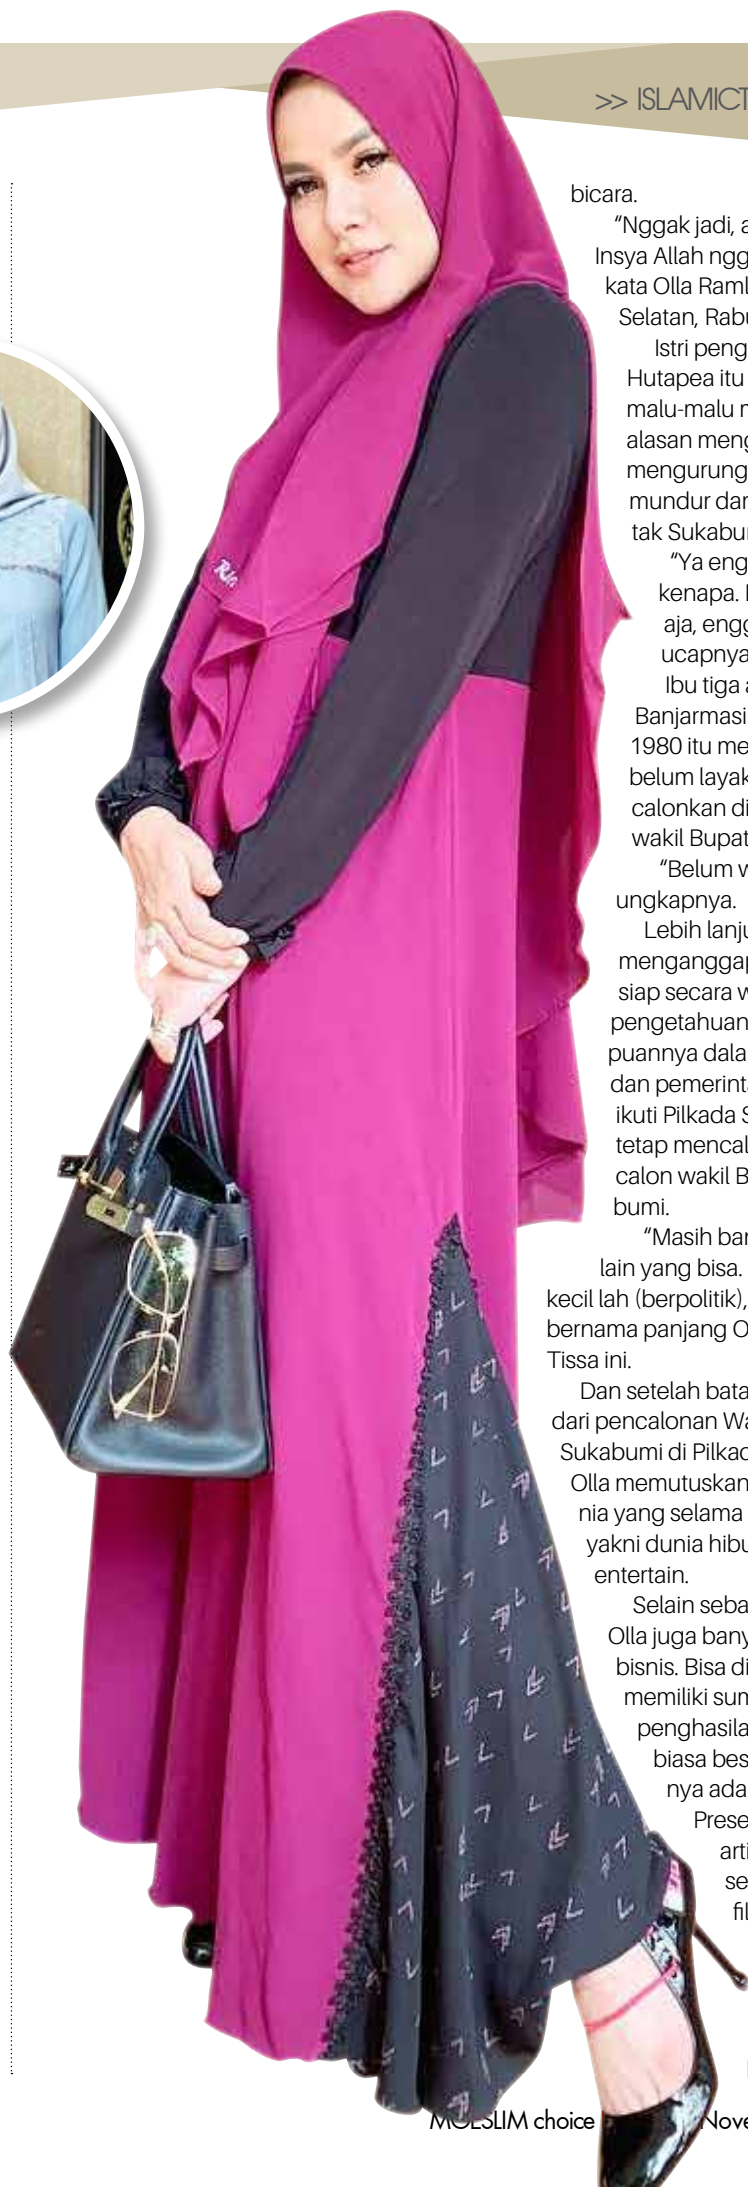 >> ISLAMICT
bicara.
“Nggak jadi, a
Insya Allah ngg
kata Olla Raml
Selatan, Rabu
Istri peng
Hutapea itu
malu-malu m
alasan meng
mengurung
mundur dar
tak Sukabu
“Ya eng
kenapa.
aja, engg
ucapnya
Ibu tiga a
Banjarmasi
1980 itu me
belum layak
calonkan di
wakil Bupat
“Belum w
ungkapnya.
Lebih lanju
menganggap
siap secara w
pengetahuan
puannya dala
dan pemerinta
ikuti Pilkada S
tetap mencal
calon wakil B
bumi.
“Masih ban
lain yang bisa.
kecil lah (berpolitik),
bernama panjang O
Tissa ini.
Dan setelah bata
dari pencalonan Wa
Sukabumi di Pilkad
Olla memutuskan
nia yang selama
yakni dunia hibu
entertain.
Selain seba
Olla juga bany
bisnis. Bisa di
memiliki sum
penghasila
biasa bes
nya ada
Prese
arti
se
fil
MOESLIM choice
Nove